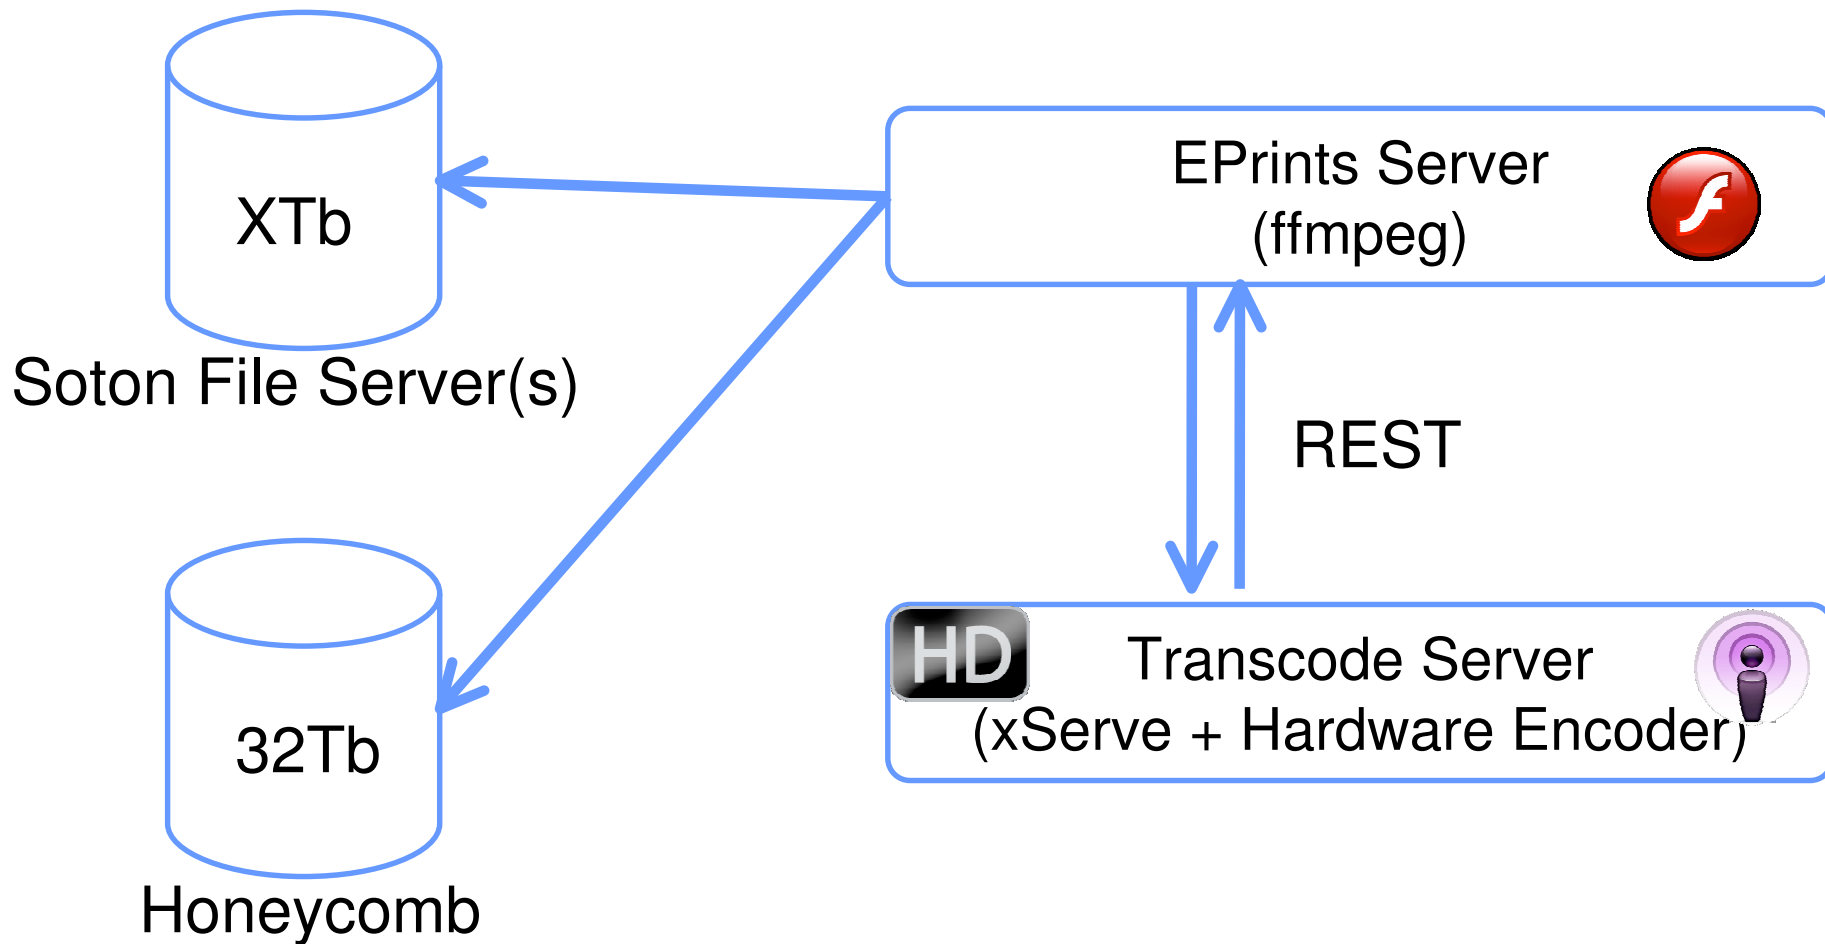 XTb
Soton File Server(s)
EPrints Server
(ffmpeg)
REST
32Tb
Honeycomb
HD
Transcode Server
(xServe + Hardware Encoder)